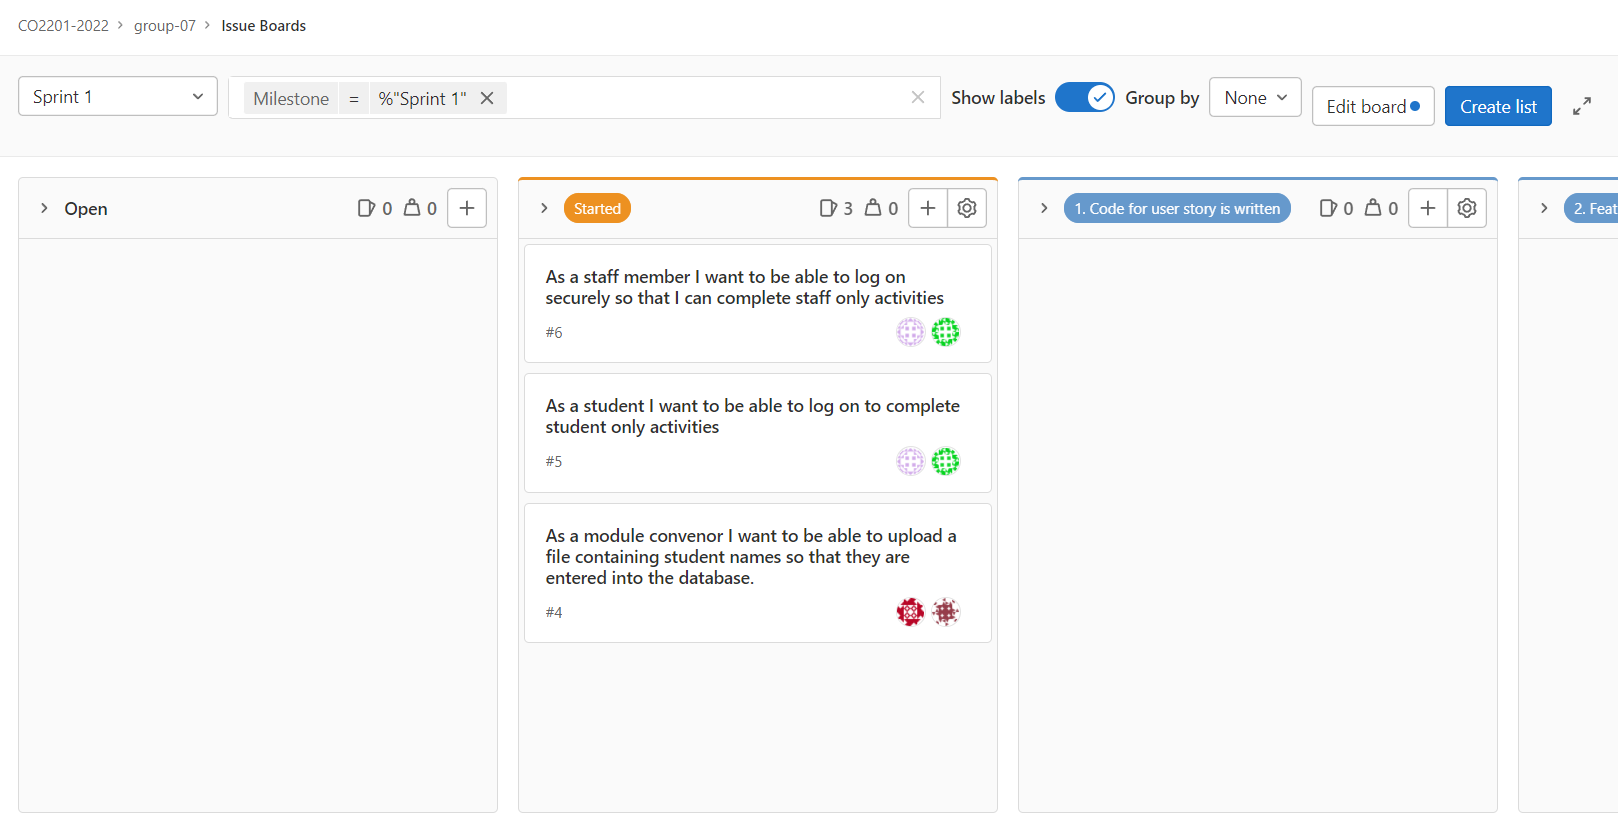 CO2201-2022 > group-07 > Issue Boards
Sprint 1
Milestone = %"Sprint 1"
Show labels
Group by
None
Edit board
Create list
Open
0 0
Started
3 0
1. Code for user story is written
0 0
2. Feat
As a staff member I want to be able to log on
securely so that I can complete staff only activities
#6
As a student I want to be able to log on to complete
student only activities
#5
As a module convenor I want to be able to upload a
file containing student names so that they are
entered into the database.
#4